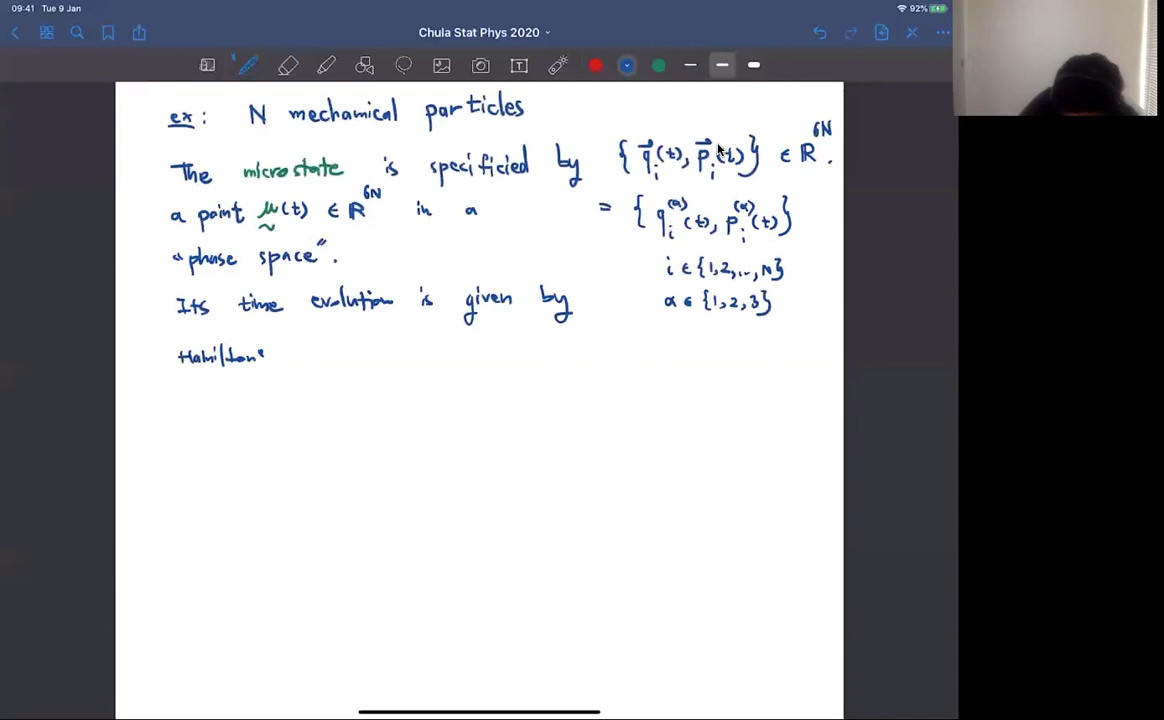 09:41 Tue 9 Jan
92%
Chula Stat Phys 2020
ex: N mechanical particles
The microstate is specificied by { q⃗ᵢ(t), p⃗ᵢ(t) } ∈ ℝ⁶ᴺ.
a point μ(t) ∈ ℝ⁶ᴺ in a = { qᵢ⁽ᵃ⁾(t), pᵢ⁽ᵃ⁾(t) }
"phase space".
i ∈ {1,2,..,N}
Its time evolution is given by
a ∈ {1,2,3}
Hamilton'